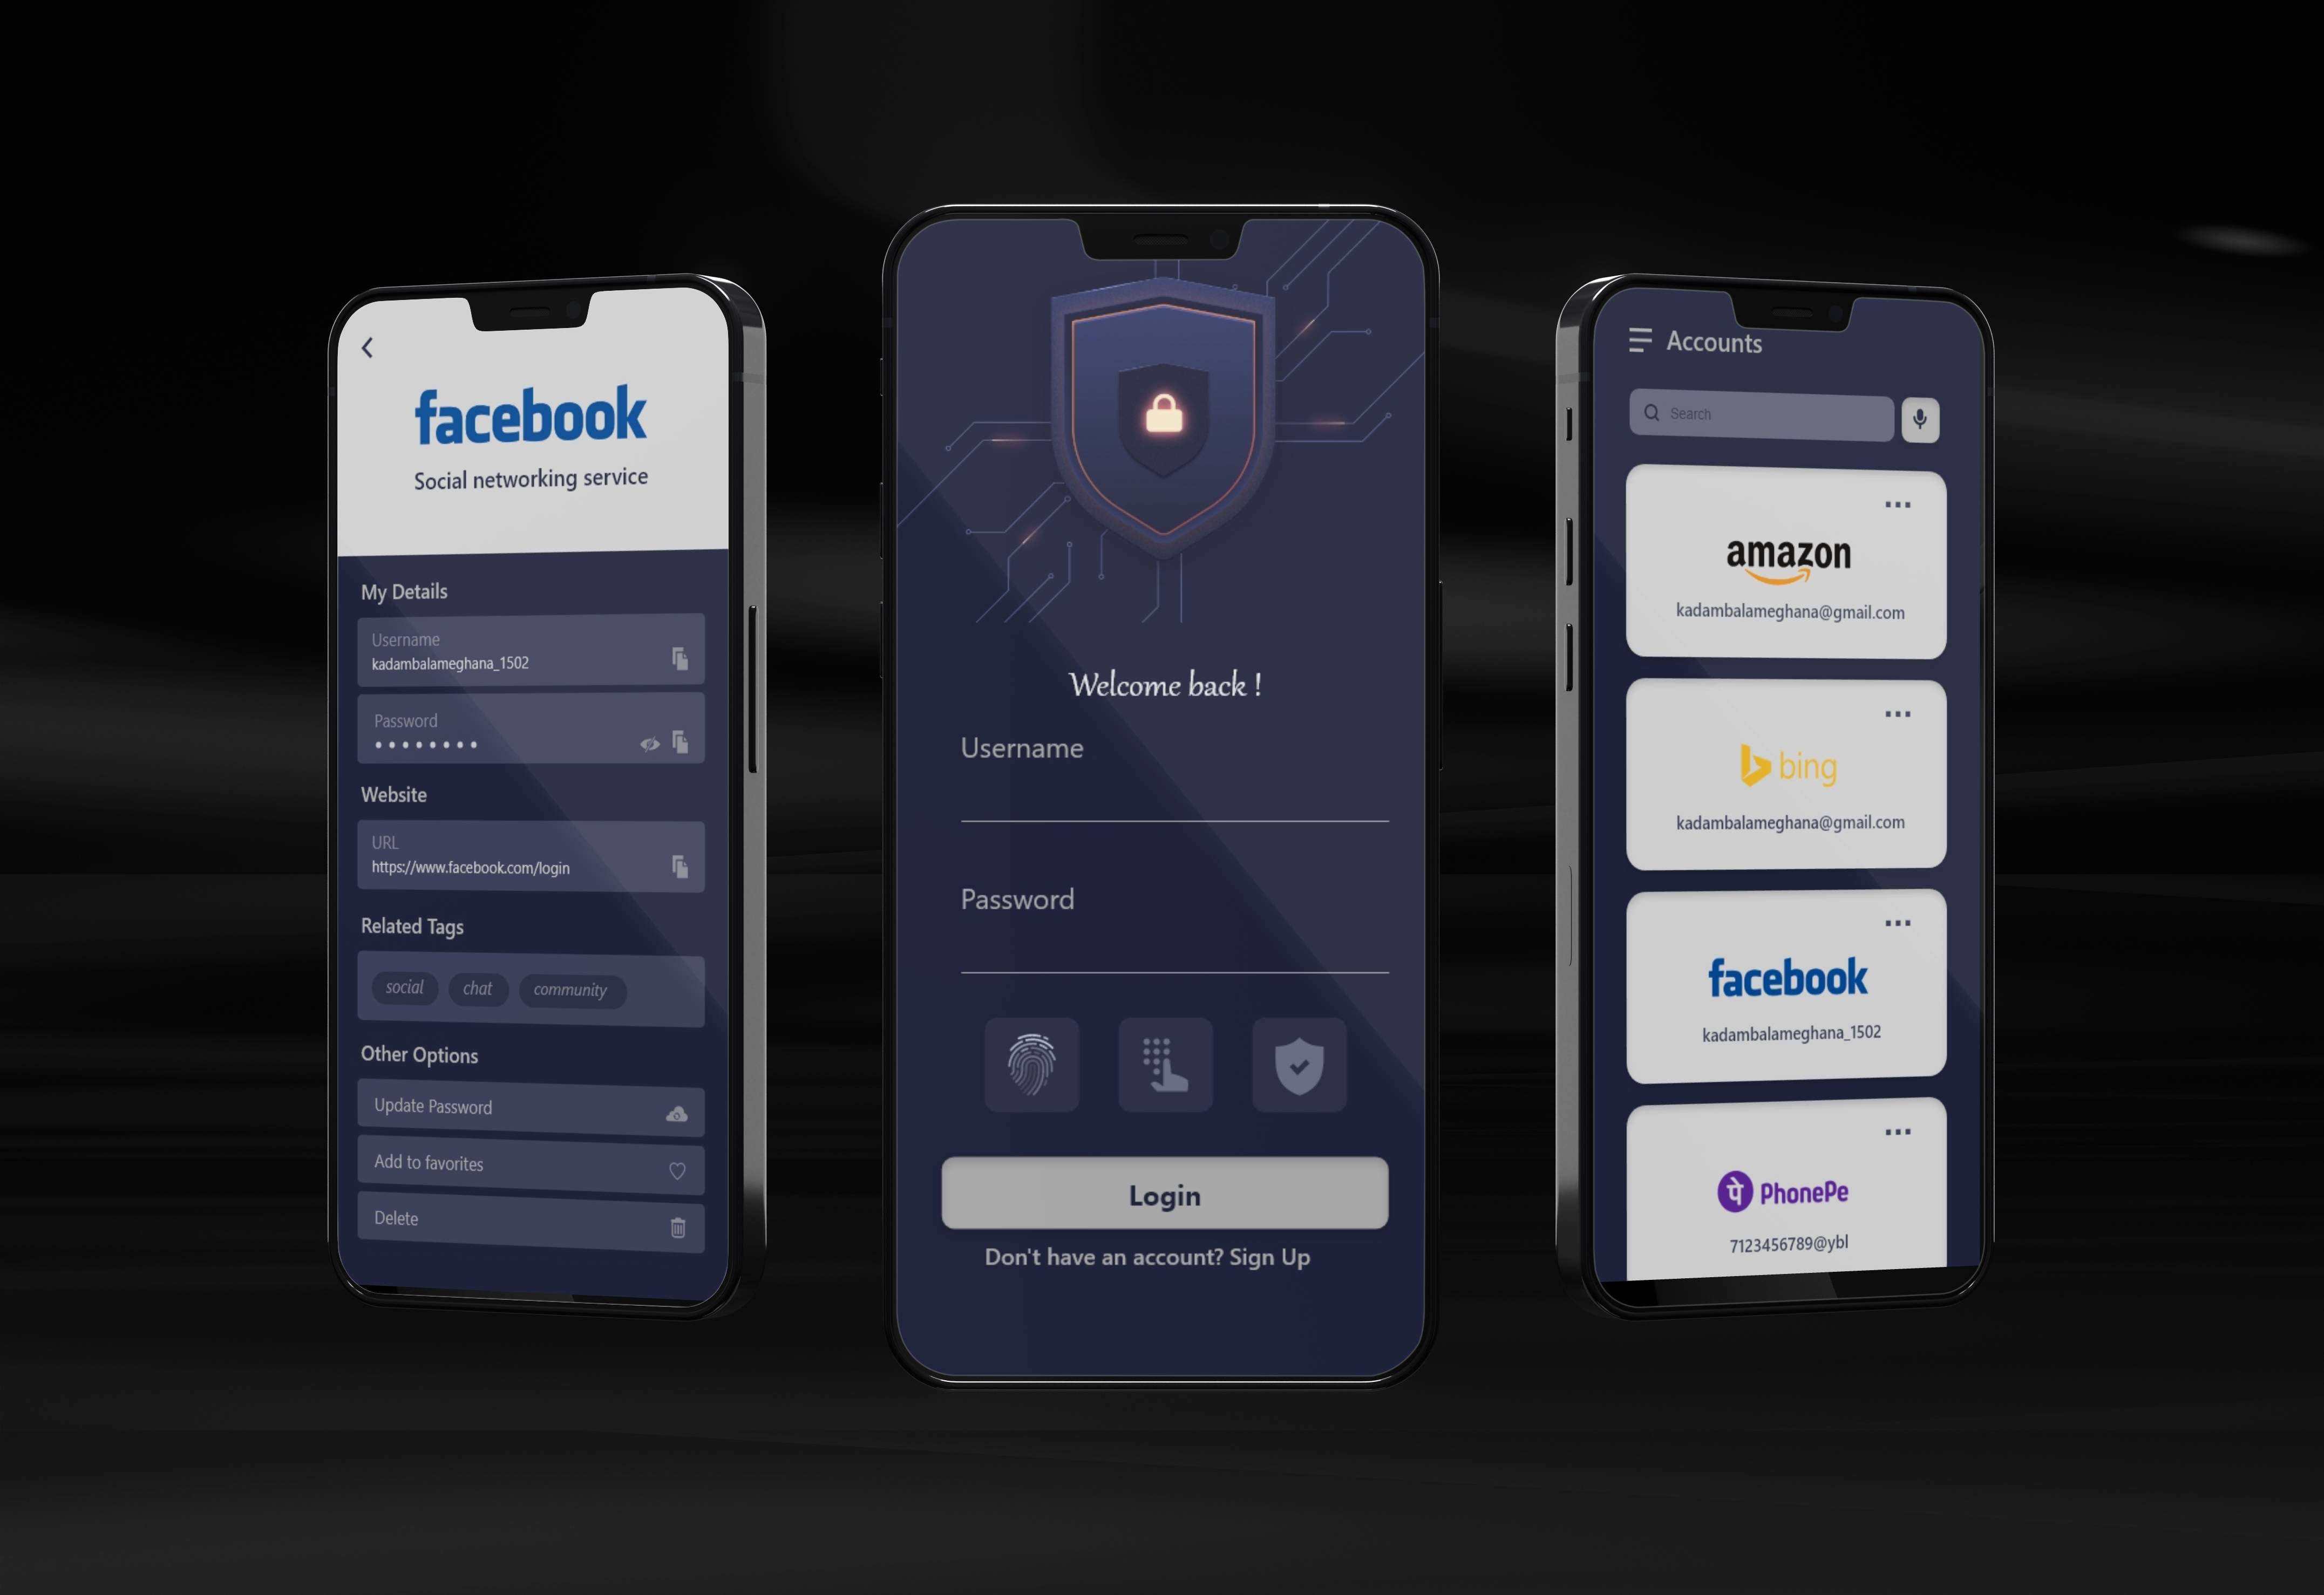 facebook
Social networking service
My Details
Username
kadambalameghana_1502
Password
Website
URL
https://www.facebook.com/login
Related Tags
social chat community
Other Options
Update Password
Add to favorites
Delete
Welcome back !
Username
Password
Login
Don't have an account? Sign Up
Accounts
Search
amazon
kadambalameghana@gmail.com
bing
kadambalameghana@gmail.com
facebook
kadambalameghana_1502
पे PhonePe
7123456789@ybl